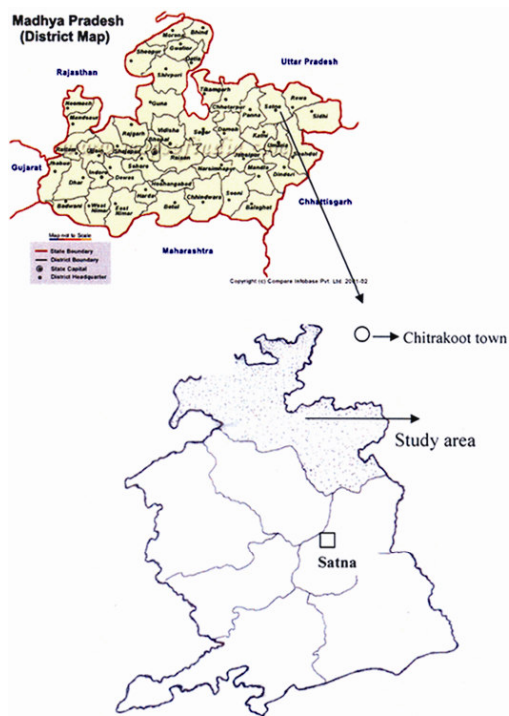 Madhya Pradesh
(District Map)
Uttar Pradesh
Rajasthan
Gujarat
Chhattisgarh
Maharashtra
Morena
Bhind
Gwalior
Datia
Sheopur
Shivpuri
Tikamgarh
Chhatarpur
Panna
Satna
Rewa
Sidhi
Neemuch
Mandsaur
Guna
Rajgarh
Vidisha
Sagar
Damoh
Katni
Umaria
Shahdol
Ratlam
Shajapur
Bhopal
Jabalpur
Jhabua
Dhar
Indore
Dewas
Sehore
Raisen
Narsimhapur
Mandla
Dindori
Hoshangabad
Badwani
West
Nimar
East
Nimar
Harda
Betul
Chhindwara
Seoni
Balaghat
Map not to Scale
State Boundary
District Boundary
State Capital
District Headquarter
Copyright (c) Compare Infobase Pvt. Ltd. 2001-02
Chitrakoot town
Study area
Satna